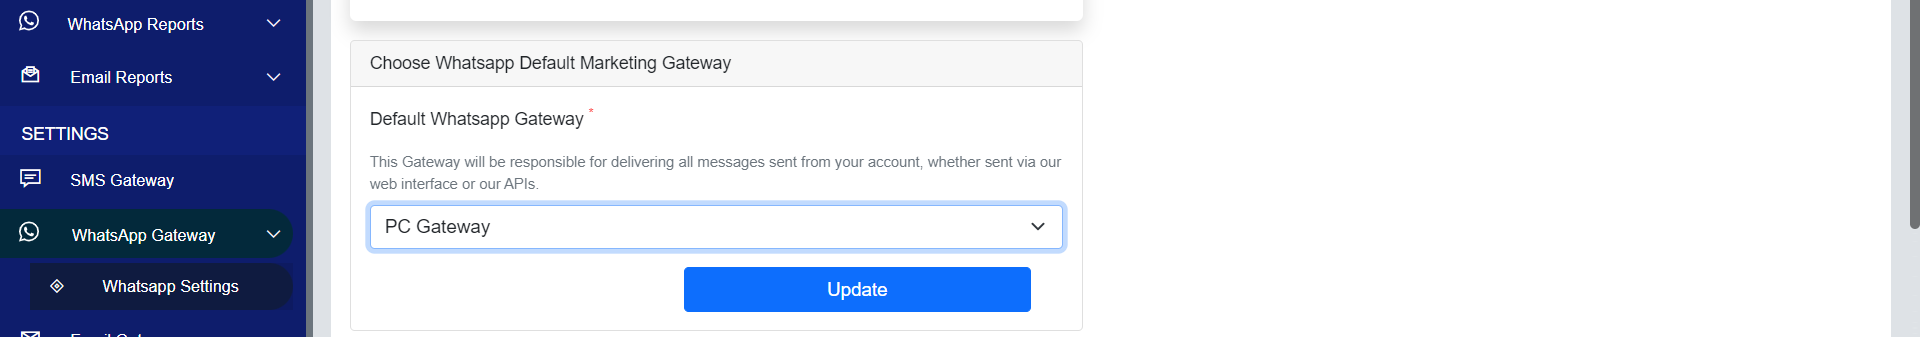 WhatsApp Reports
Email Reports
SETTINGS
SMS Gateway
WhatsApp Gateway
Whatsapp Settings
Choose Whatsapp Default Marketing Gateway
Default Whatsapp Gateway *
This Gateway will be responsible for delivering all messages sent from your account, whether sent via our
web interface or our APIs.
PC Gateway
Update